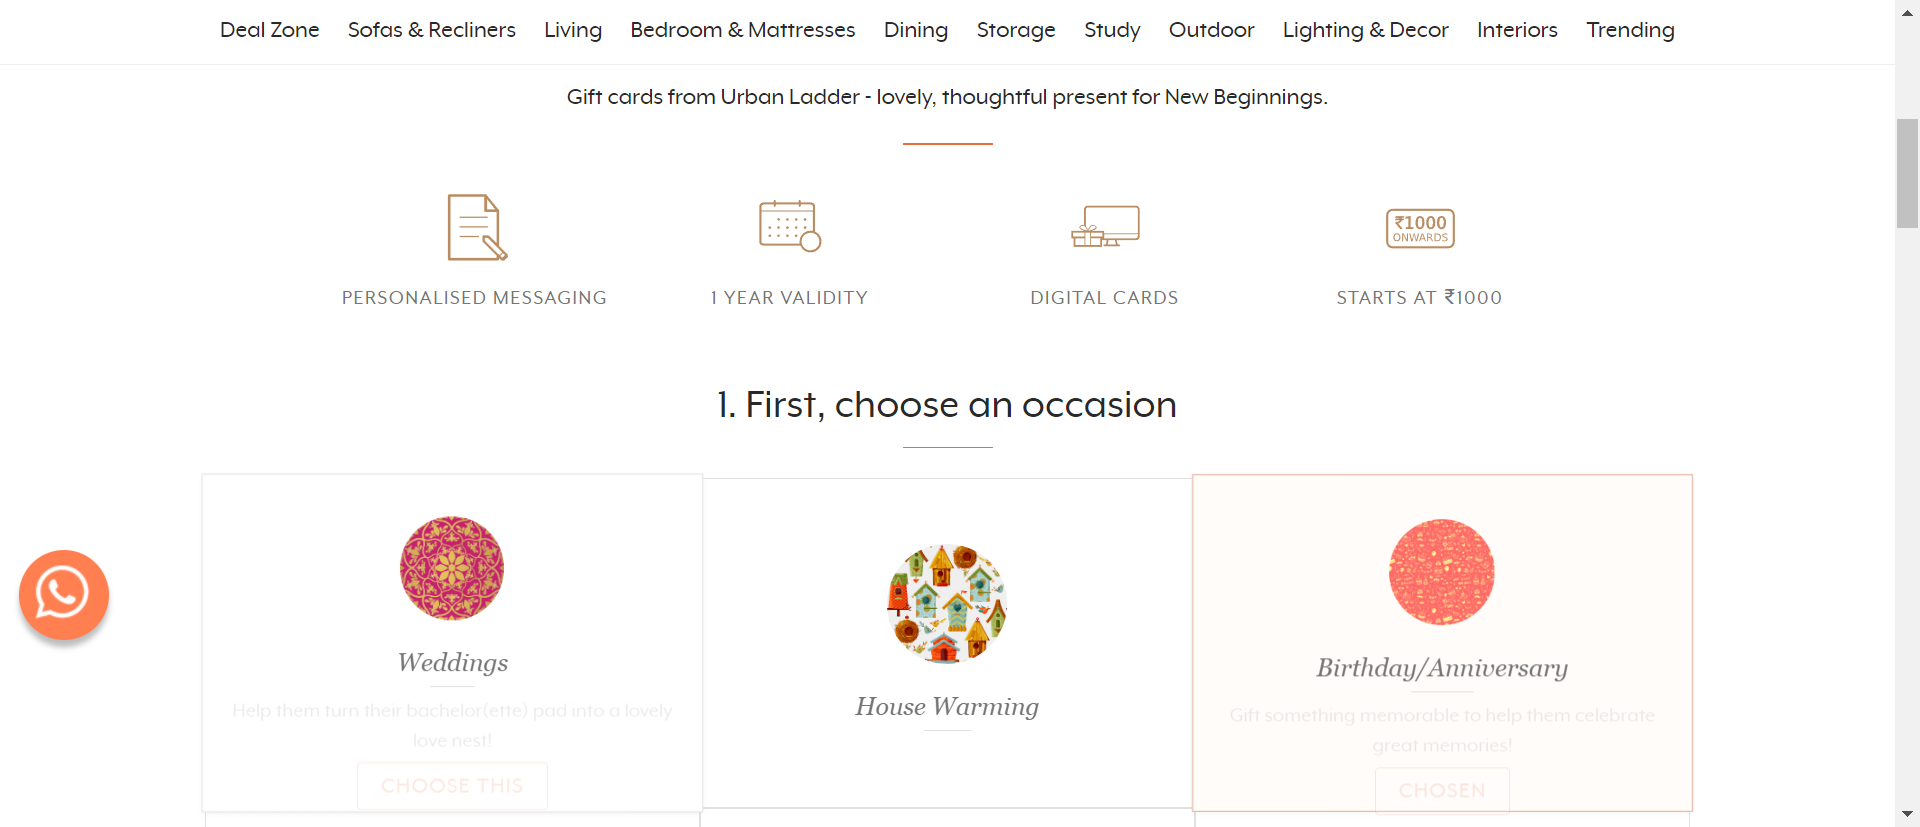 Deal Zone Sofas & Recliners Living Bedroom & Mattresses Dining Storage Study Outdoor Lighting & Decor Interiors Trending
Gift cards from Urban Ladder - lovely, thoughtful present for New Beginnings.
₹1000
ONWARDS
PERSONALISED MESSAGING 1 YEAR VALIDITY DIGITAL CARDS STARTS AT ₹1000
1. First, choose an occasion
Weddings
Help them turn their bachelor(ette) pad into a lovely
love nest!
CHOOSE THIS
House Warming
Birthday/Anniversary
Gift something memorable to help them celebrate
great memories!
CHOSEN